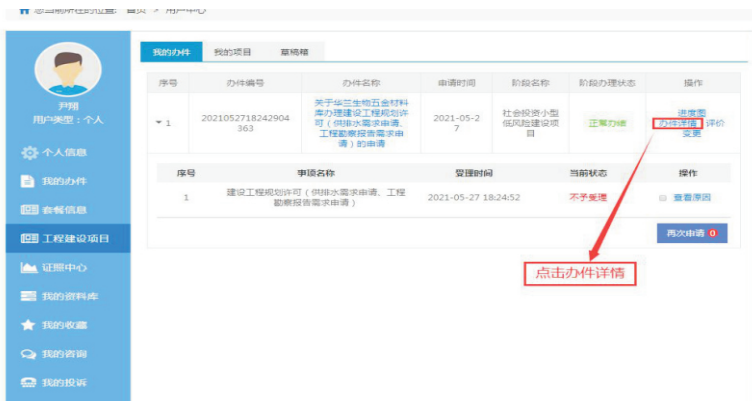 您当前所在的位置：首页 > 用户中心
我的办件 我的项目 草稿箱
序号 办件编号 办件名称 申请时间 阶段名称 阶段办理状态 操作
1
2021052718242904
363
关于华兰生物五金材料
库办理建设工程规划许
可（供排水需求申请、
工程勘察报告需求申
请）的申请
2021-05-2
7
社会投资小型
低风险建设项
目
正常办结
进度图
办件详情 评价
变更
序号 事项名称 受理时间 当前状态 操作
1
建设工程规划许可（供排水需求申请、工程
勘察报告需求申请）
2021-05-27 18:24:52
不予受理
查看原因
再次申请 0
点击办件详情
尹翔
用户类型：个人
个人信息
我的办件
套餐信息
工程建设项目
证照中心
我的资料库
我的收藏
我的咨询
我的投诉